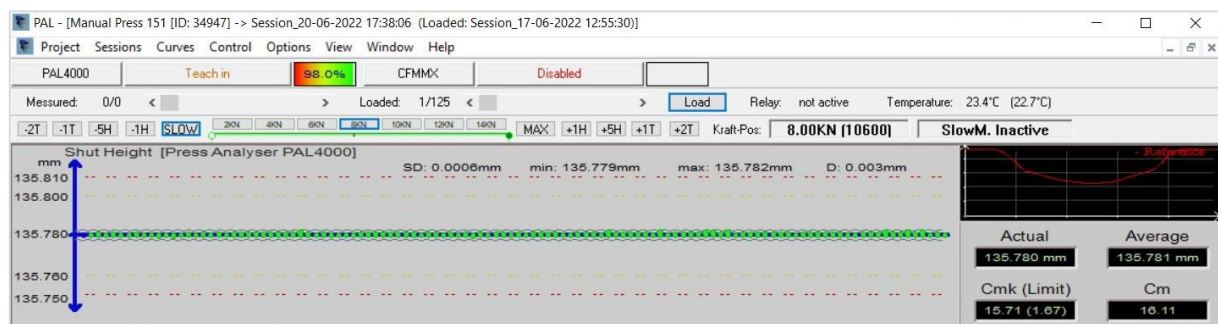 PAL - [Manual Press 151 [ID: 34947] -> Session_20-06-2022 17:38:06 (Loaded: Session_17-06-2022 12:55:30)]
Project Sessions Curves Control Options View Window Help
PAL4000 Teach in 98.0% CFMMX Disabled
Messured: 0/0 < > Loaded: 1/125 < > Load Relay: not active Temperature: 23.4°C (22.7°C)
-2T -1T -5H -1H SLOW 2KN 4KN 6KN 8KN 10KN 12KN 14KN MAX +1H +5H +1T +2T Kraft-Pos: 8.00KN (10600) SlowM. Inactive
Shut Height [Press Analyser PAL4000]
- Reference
mm
SD: 0.0006mm min: 135.779mm max: 135.782mm D: 0.003mm
135.810
135.800
135.780
135.760
135.750
Actual Average
135.780 mm 135.781 mm
Cmk (Limit) Cm
15.71 (1.67) 16.11